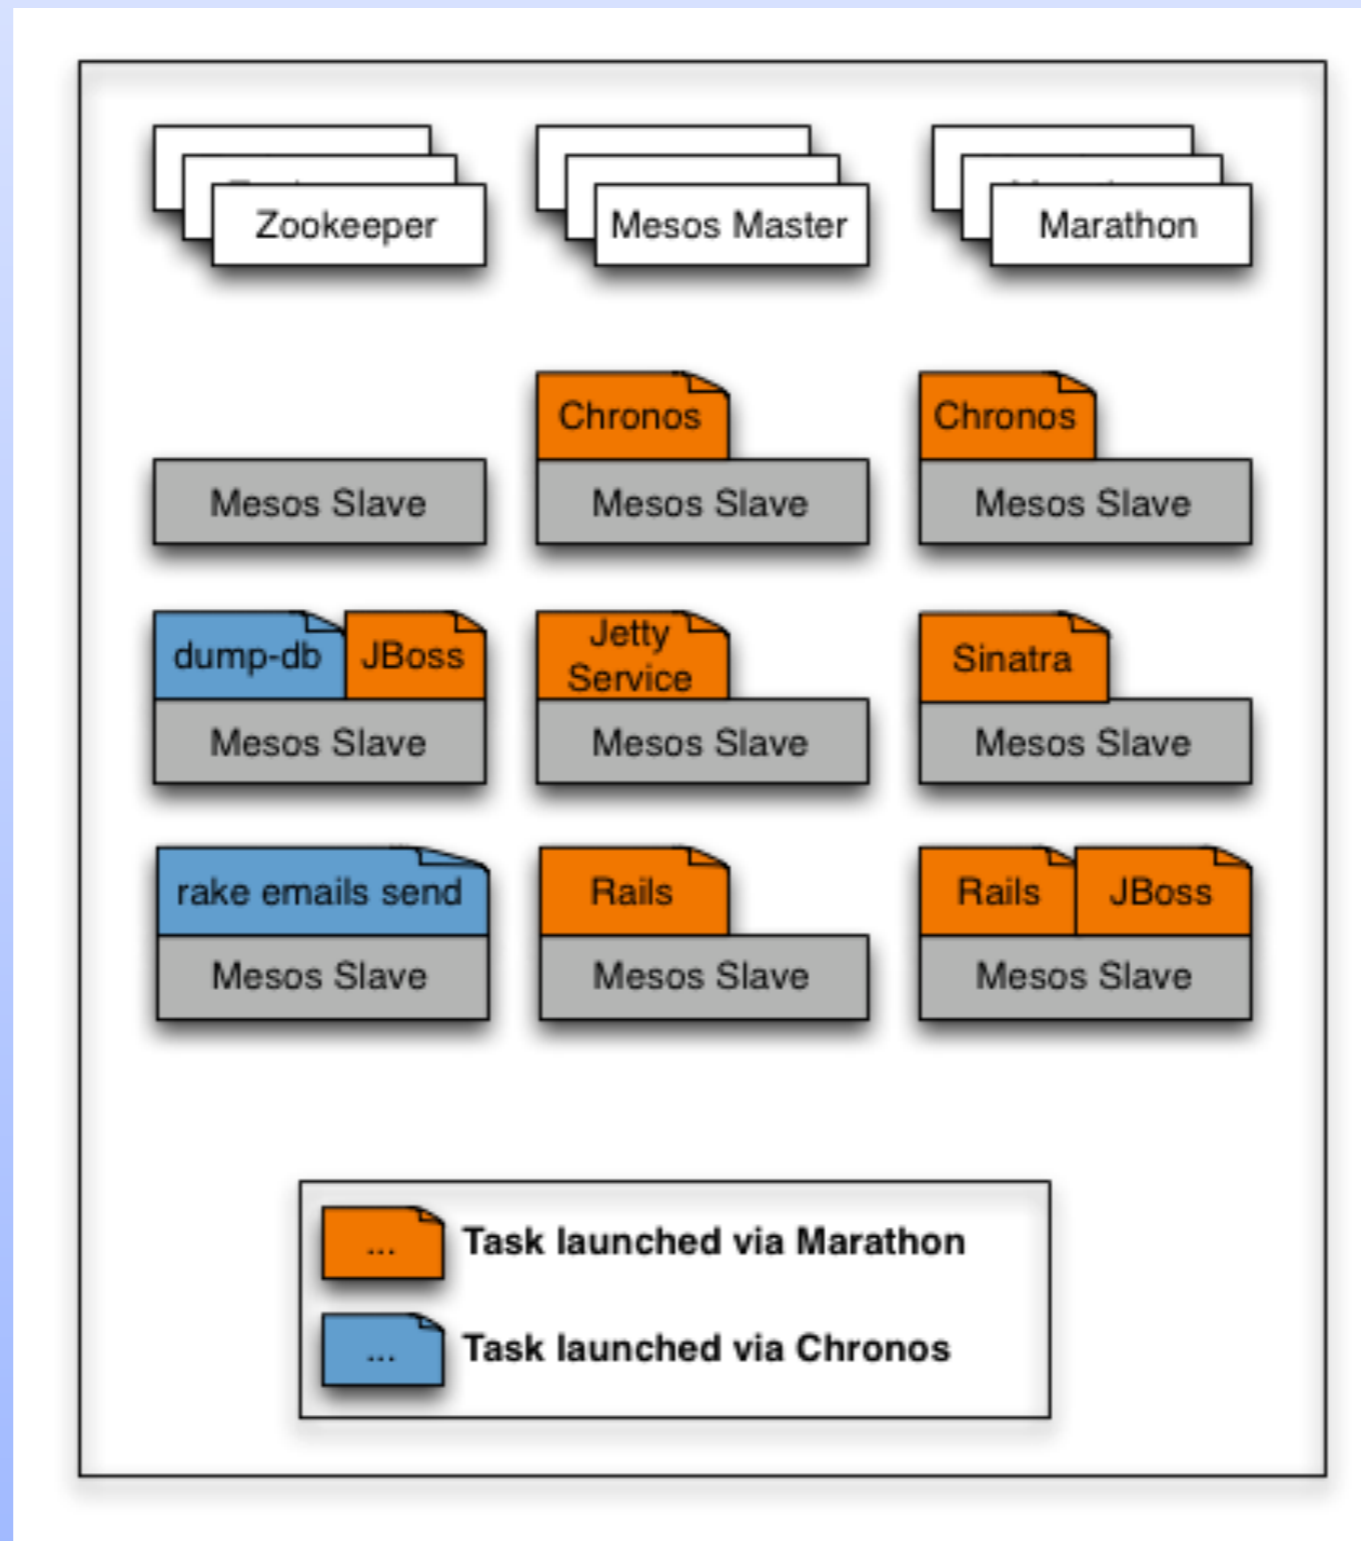 Zookeeper
Mesos Master
Marathon
Chronos
Chronos
Mesos Slave
Mesos Slave
Mesos Slave
dump-db
JBoss
Jetty
Service
Sinatra
Mesos Slave
Mesos Slave
Mesos Slave
rake emails send
Rails
Rails
JBoss
Mesos Slave
Mesos Slave
Mesos Slave
... Task launched via Marathon
... Task launched via Chronos